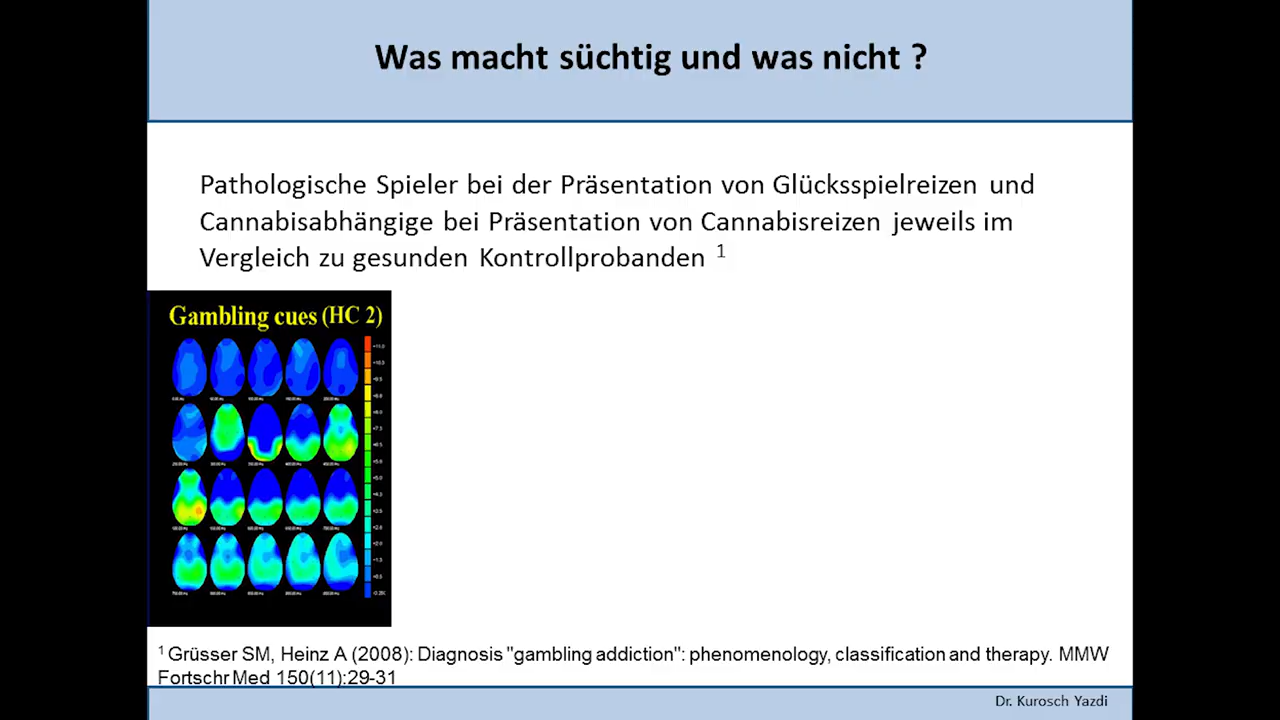 Was macht süchtig und was nicht ?
Pathologische Spieler bei der Präsentation von Glücksspielreizen und
Cannabisabhängige bei Präsentation von Cannabisreizen jeweils im
Vergleich zu gesunden Kontrollprobanden 1
Gambling cues (HC 2)
1 Grüsser SM, Heinz A (2008): Diagnosis "gambling addiction": phenomenology, classification and therapy. MMW
Fortschr Med 150(11):29-31
Dr. Kurosch Yazdi